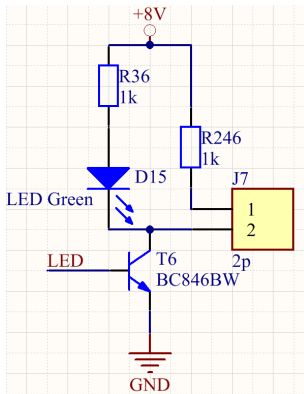 +8V
R36
1k
R246
1k
D15
LED Green
J7
1
2
2p
LED
T6
BC846BW
GND